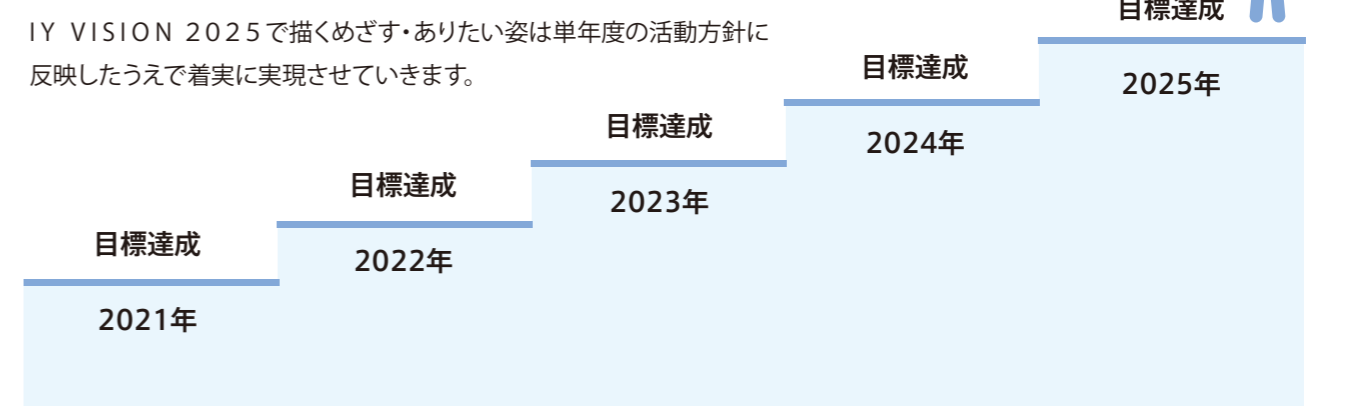 IY VISION 2025で描くめざす・ありたい姿は単年度の活動方針に
反映したうえで着実に実現させていきます。
目標達成
2021年
目標達成
2022年
目標達成
2023年
目標達成
2024年
目標達成
2025年